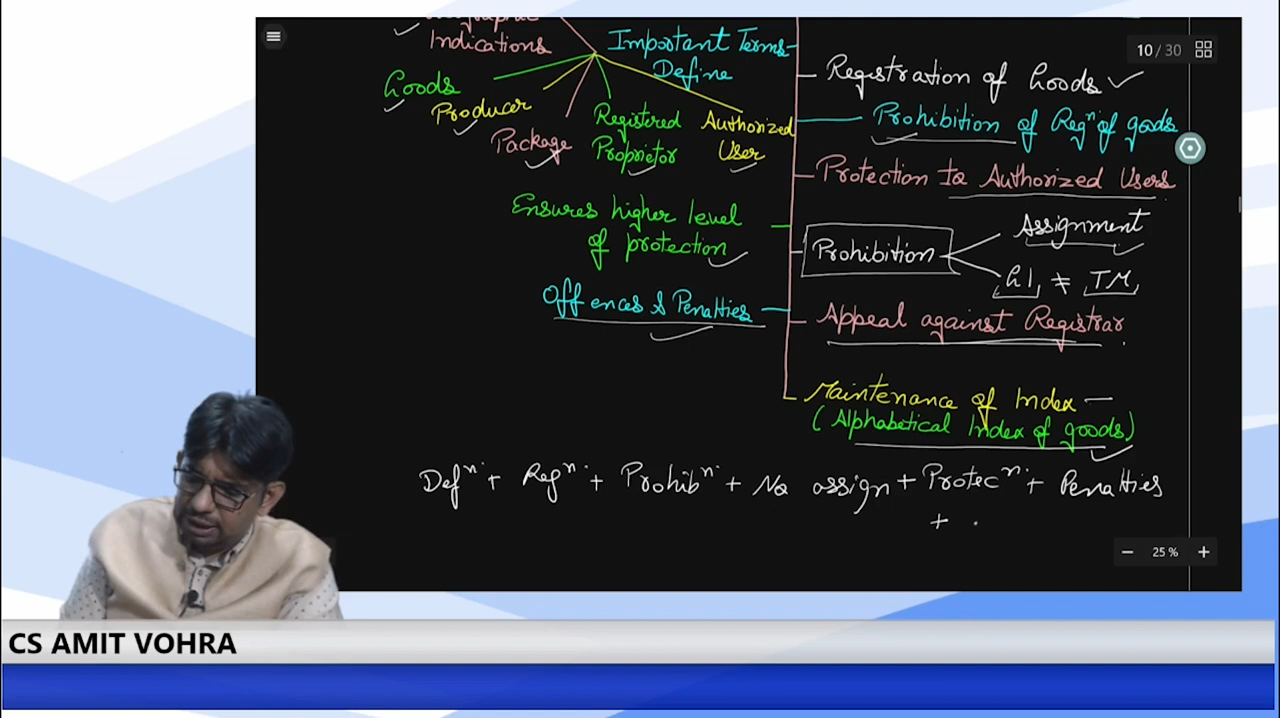 Indications
Important Terms
Define
Goods
Producer
Package
Registered
Proprietor
Authorized
User
Ensures higher level
of protection
Offences & Penalties
10 / 30
Registration of Goods
Prohibition of Regⁿ of goods
Protection to Authorized Users
Prohibition
Assignment
GI ≠ TM
Appeal against Registrar
Maintenance of Index
(Alphabetical Index of goods)
Defⁿ + Regⁿ + Prohibⁿ + No assign + Protecⁿ + Penalties
+
25 %
CS AMIT VOHRA